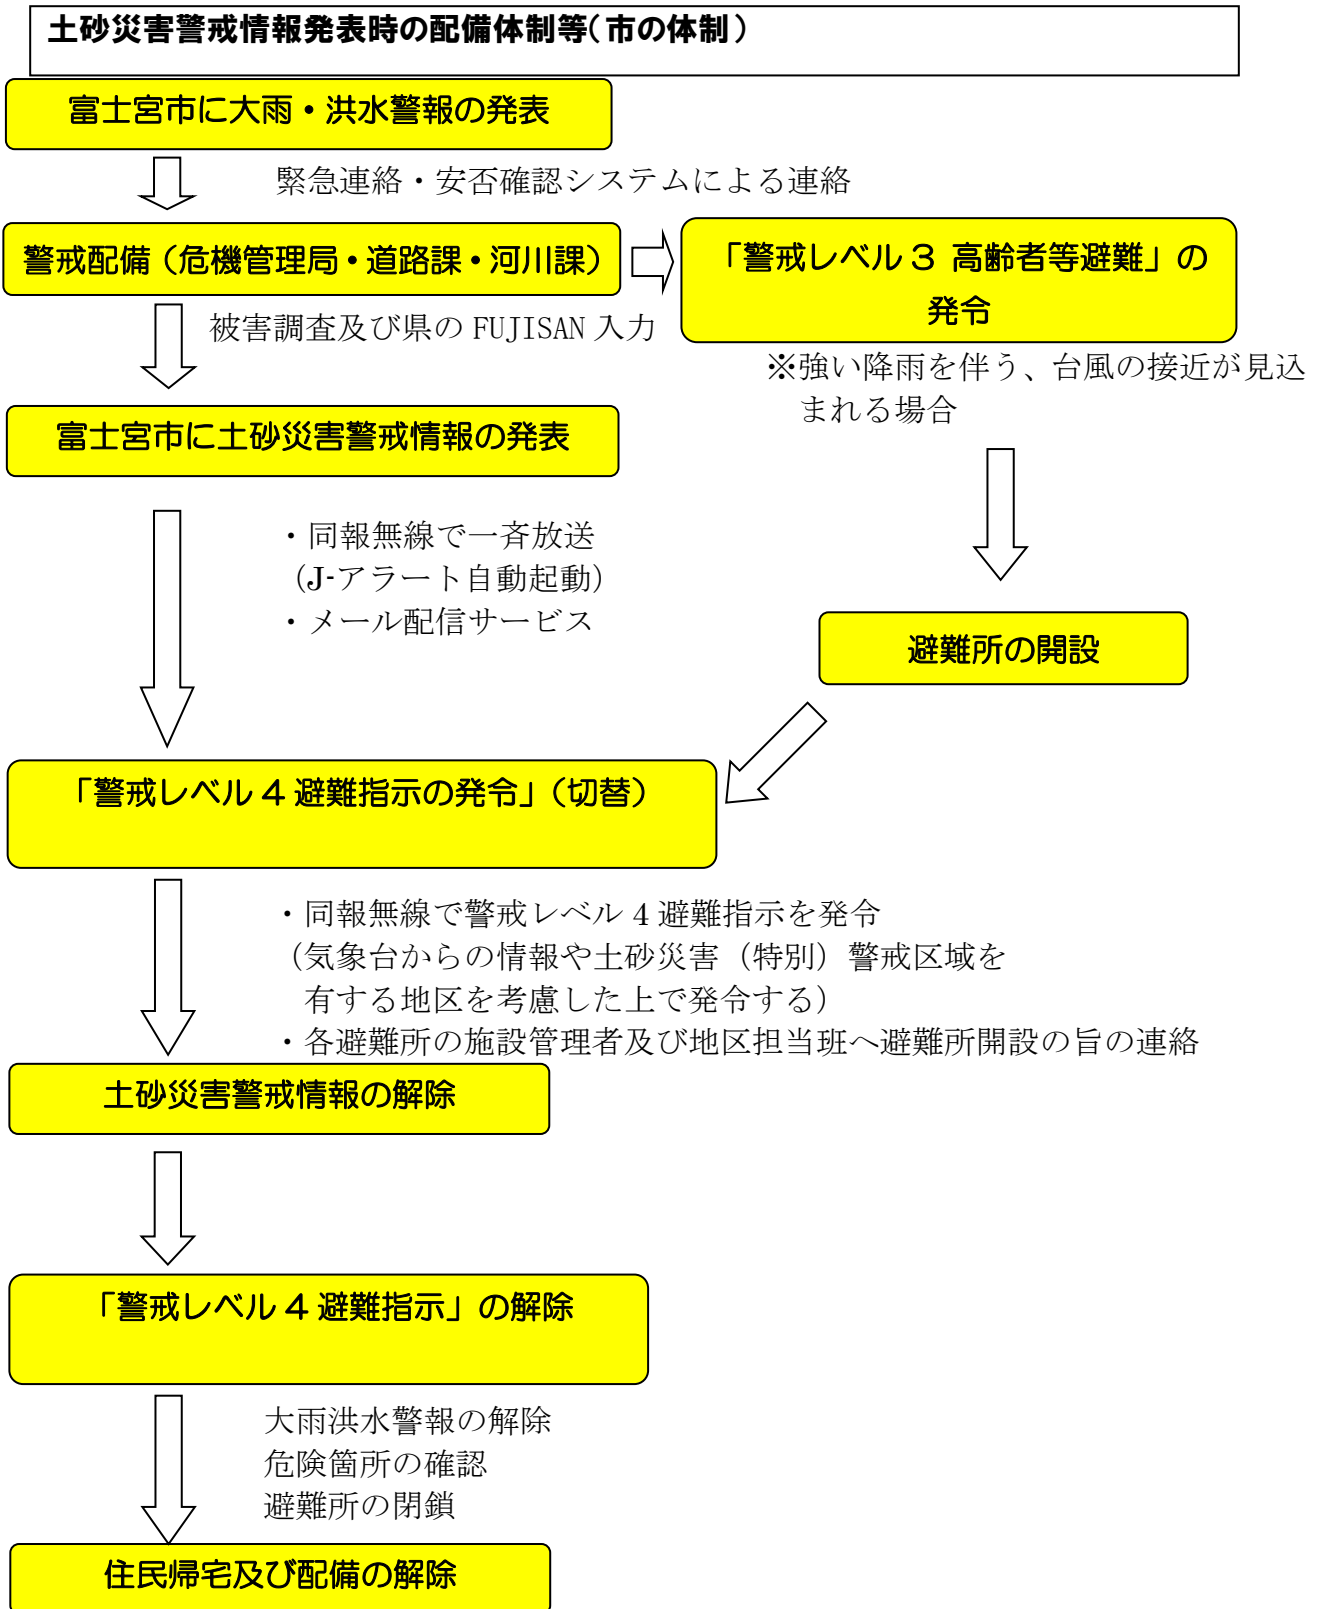 土砂災害警戒情報発表時の配備体制等(市の体制)
富士宮市に大雨・洪水警報の発表
緊急連絡・安否確認システムによる連絡
警戒配備（危機管理局・道路課・河川課）
「警戒レベル３ 高齢者等避難」の
発令
被害調査及び県の FUJISAN 入力
※強い降雨を伴う、台風の接近が見込
まれる場合
富士宮市に土砂災害警戒情報の発表
・同報無線で一斉放送
（J-アラート自動起動）
・メール配信サービス
避難所の開設
「警戒レベル４避難指示の発令」（切替）
・同報無線で警戒レベル４避難指示を発令
（気象台からの情報や土砂災害（特別）警戒区域を
有する地区を考慮した上で発令する）
・各避難所の施設管理者及び地区担当班へ避難所開設の旨の連絡
土砂災害警戒情報の解除
「警戒レベル４避難指示」の解除
大雨洪水警報の解除
危険箇所の確認
避難所の閉鎖
住民帰宅及び配備の解除